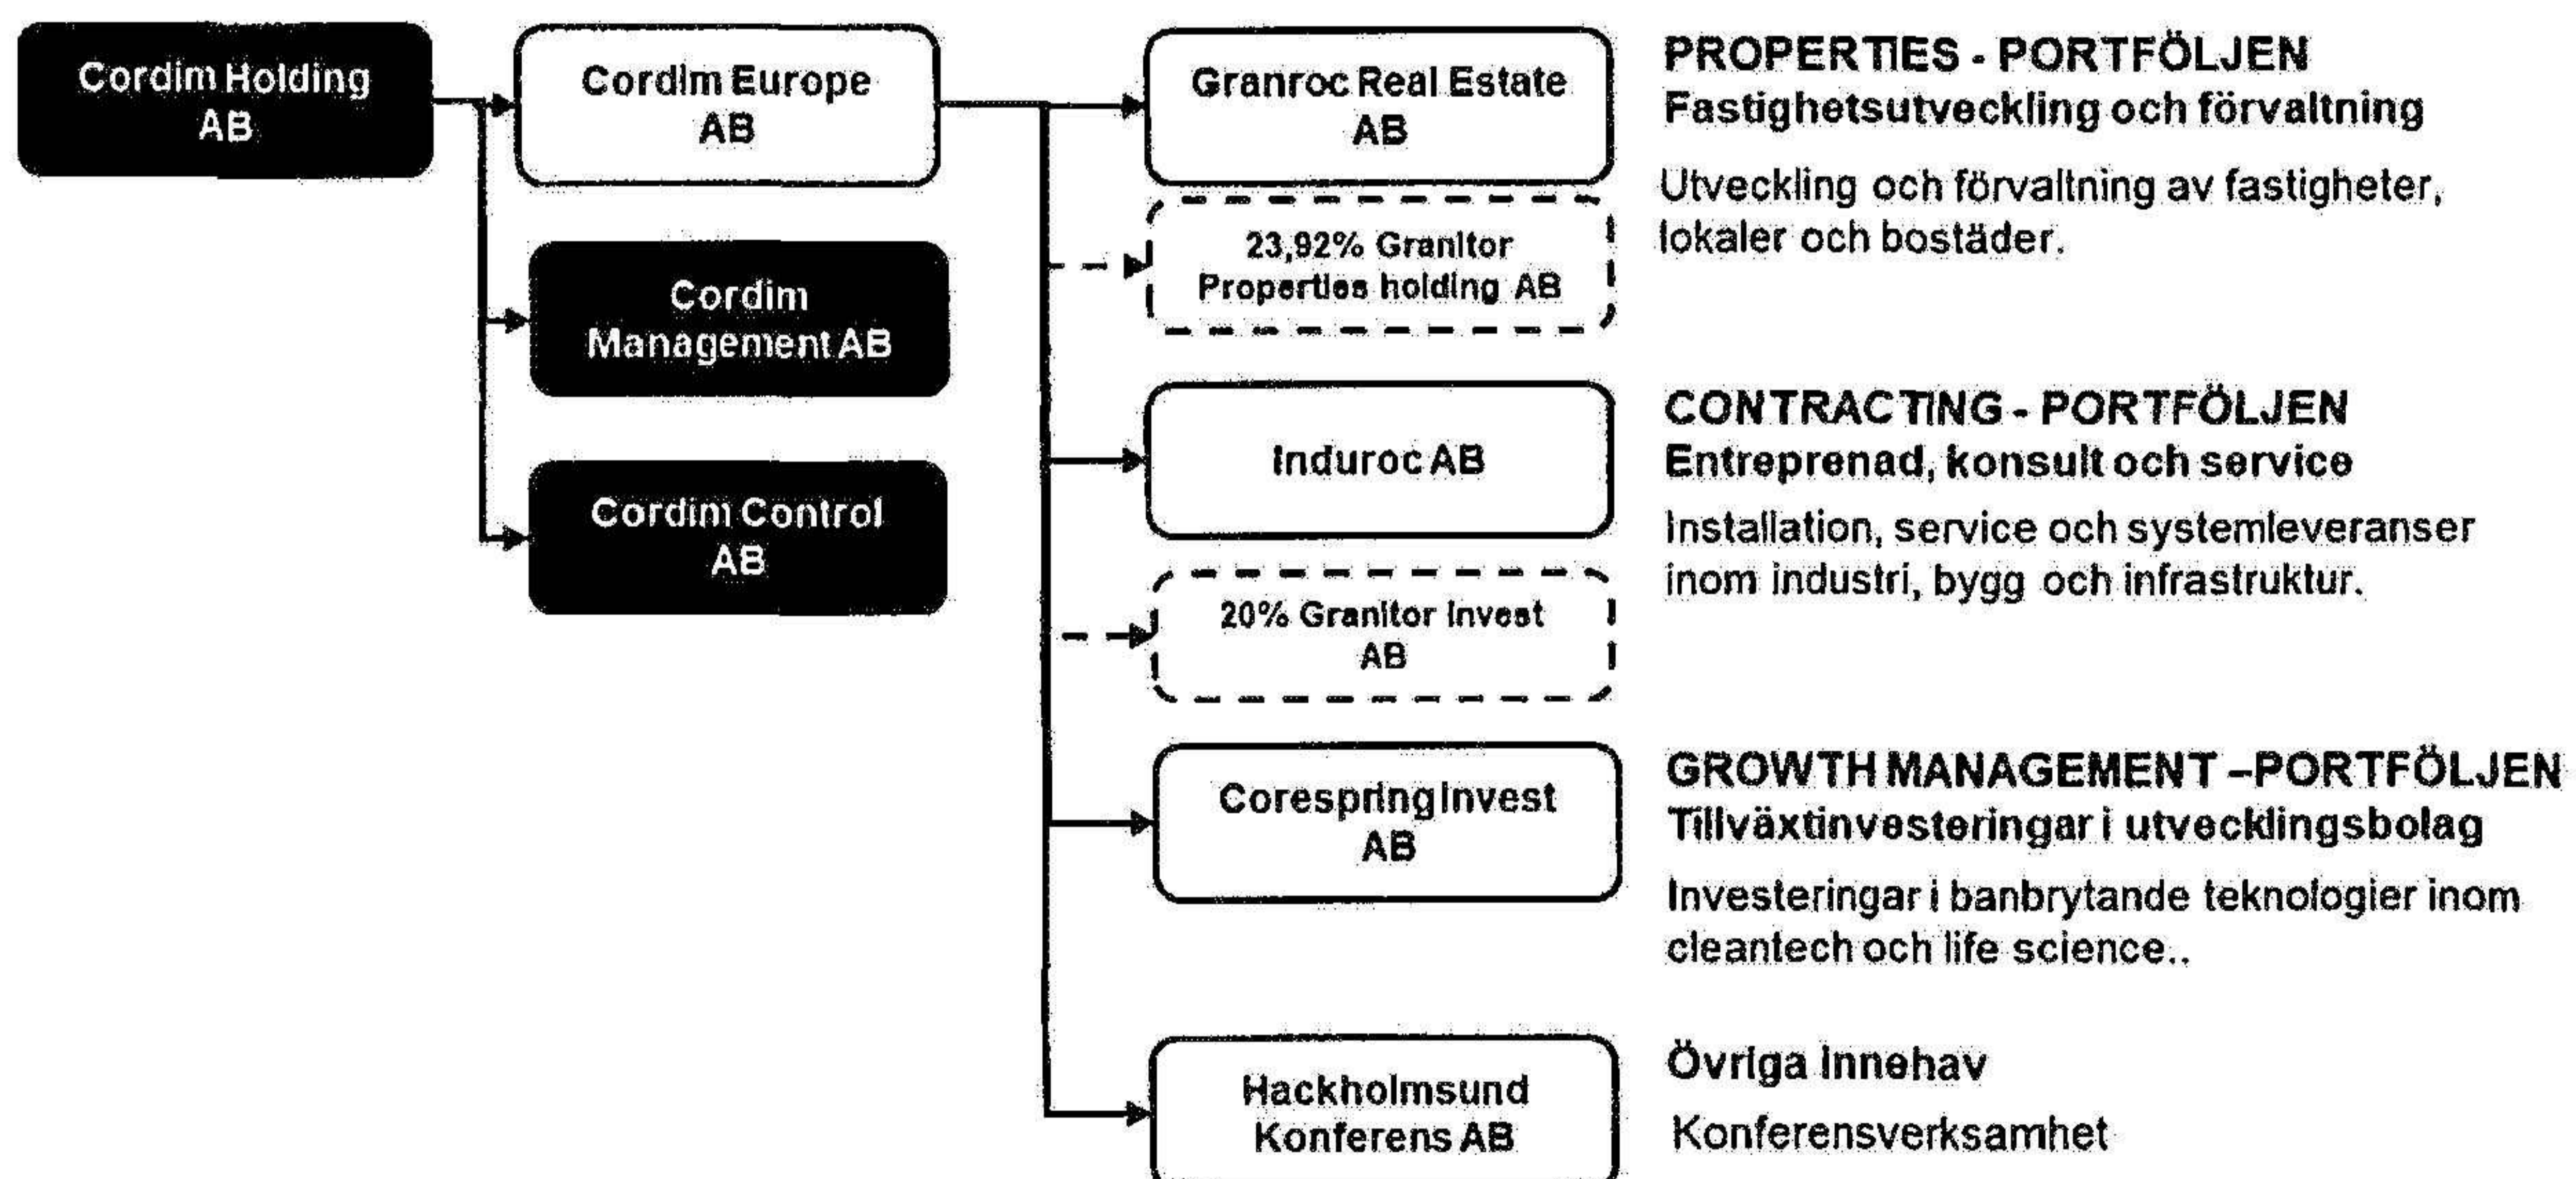 Cordim Holding
AB
Cordim Europe
AB
Cordim
Management AB
Cordim Control
AB
Granroc Real Estate
AB
23,92% Granitor
Properties holding AB
Induroc AB
20% Granitor Invest
AB
Corespring Invest
AB
Hackholmsund
Konferens AB
PROPERTIES - PORTFÖLJEN
Fastighetsutveckling och förvaltning
Utveckling och förvaltning av fastigheter,
lokaler och bostäder.
CONTRACTING - PORTFÖLJEN
Entreprenad, konsult och service
Installation, service och systemleveranser
inom industri, bygg och infrastruktur.
GROWTH MANAGEMENT –PORTFÖLJEN
Tillväxtinvesteringar i utvecklingsbolag
Investeringar i banbrytande teknologier inom
cleantech och life science..
Övriga innehav
Konferensverksamhet